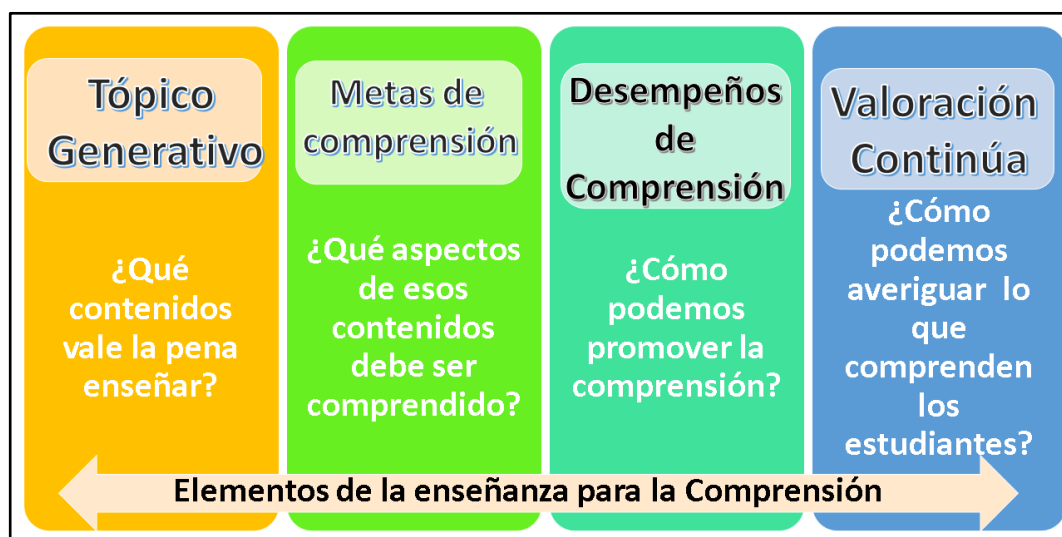 Tópico
Generativo
¿Qué
contenidos
vale la pena
enseñar?
Metas de
comprensión
¿Qué aspectos
de esos
contenidos
debe ser
comprendido?
Desempeños
de
Comprensión
¿Cómo
podemos
promover la
comprensión?
Valoración
Continúa
¿Cómo
podemos
averiguar lo
que
comprenden
los
estudiantes?
Elementos de la enseñanza para la Comprensión